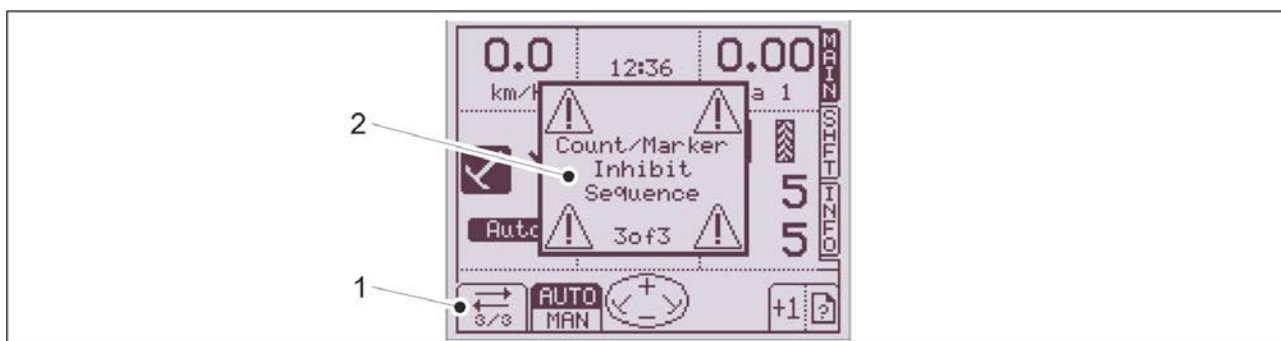 0.0
12:36
0.00
km/
a 1
MAIN
SHFT
INFO
2
Count/Marker
Inhibit
Sequence
3of3
5
5
Auto
1
3/3
AUTO
MAN
+
-
+1
?